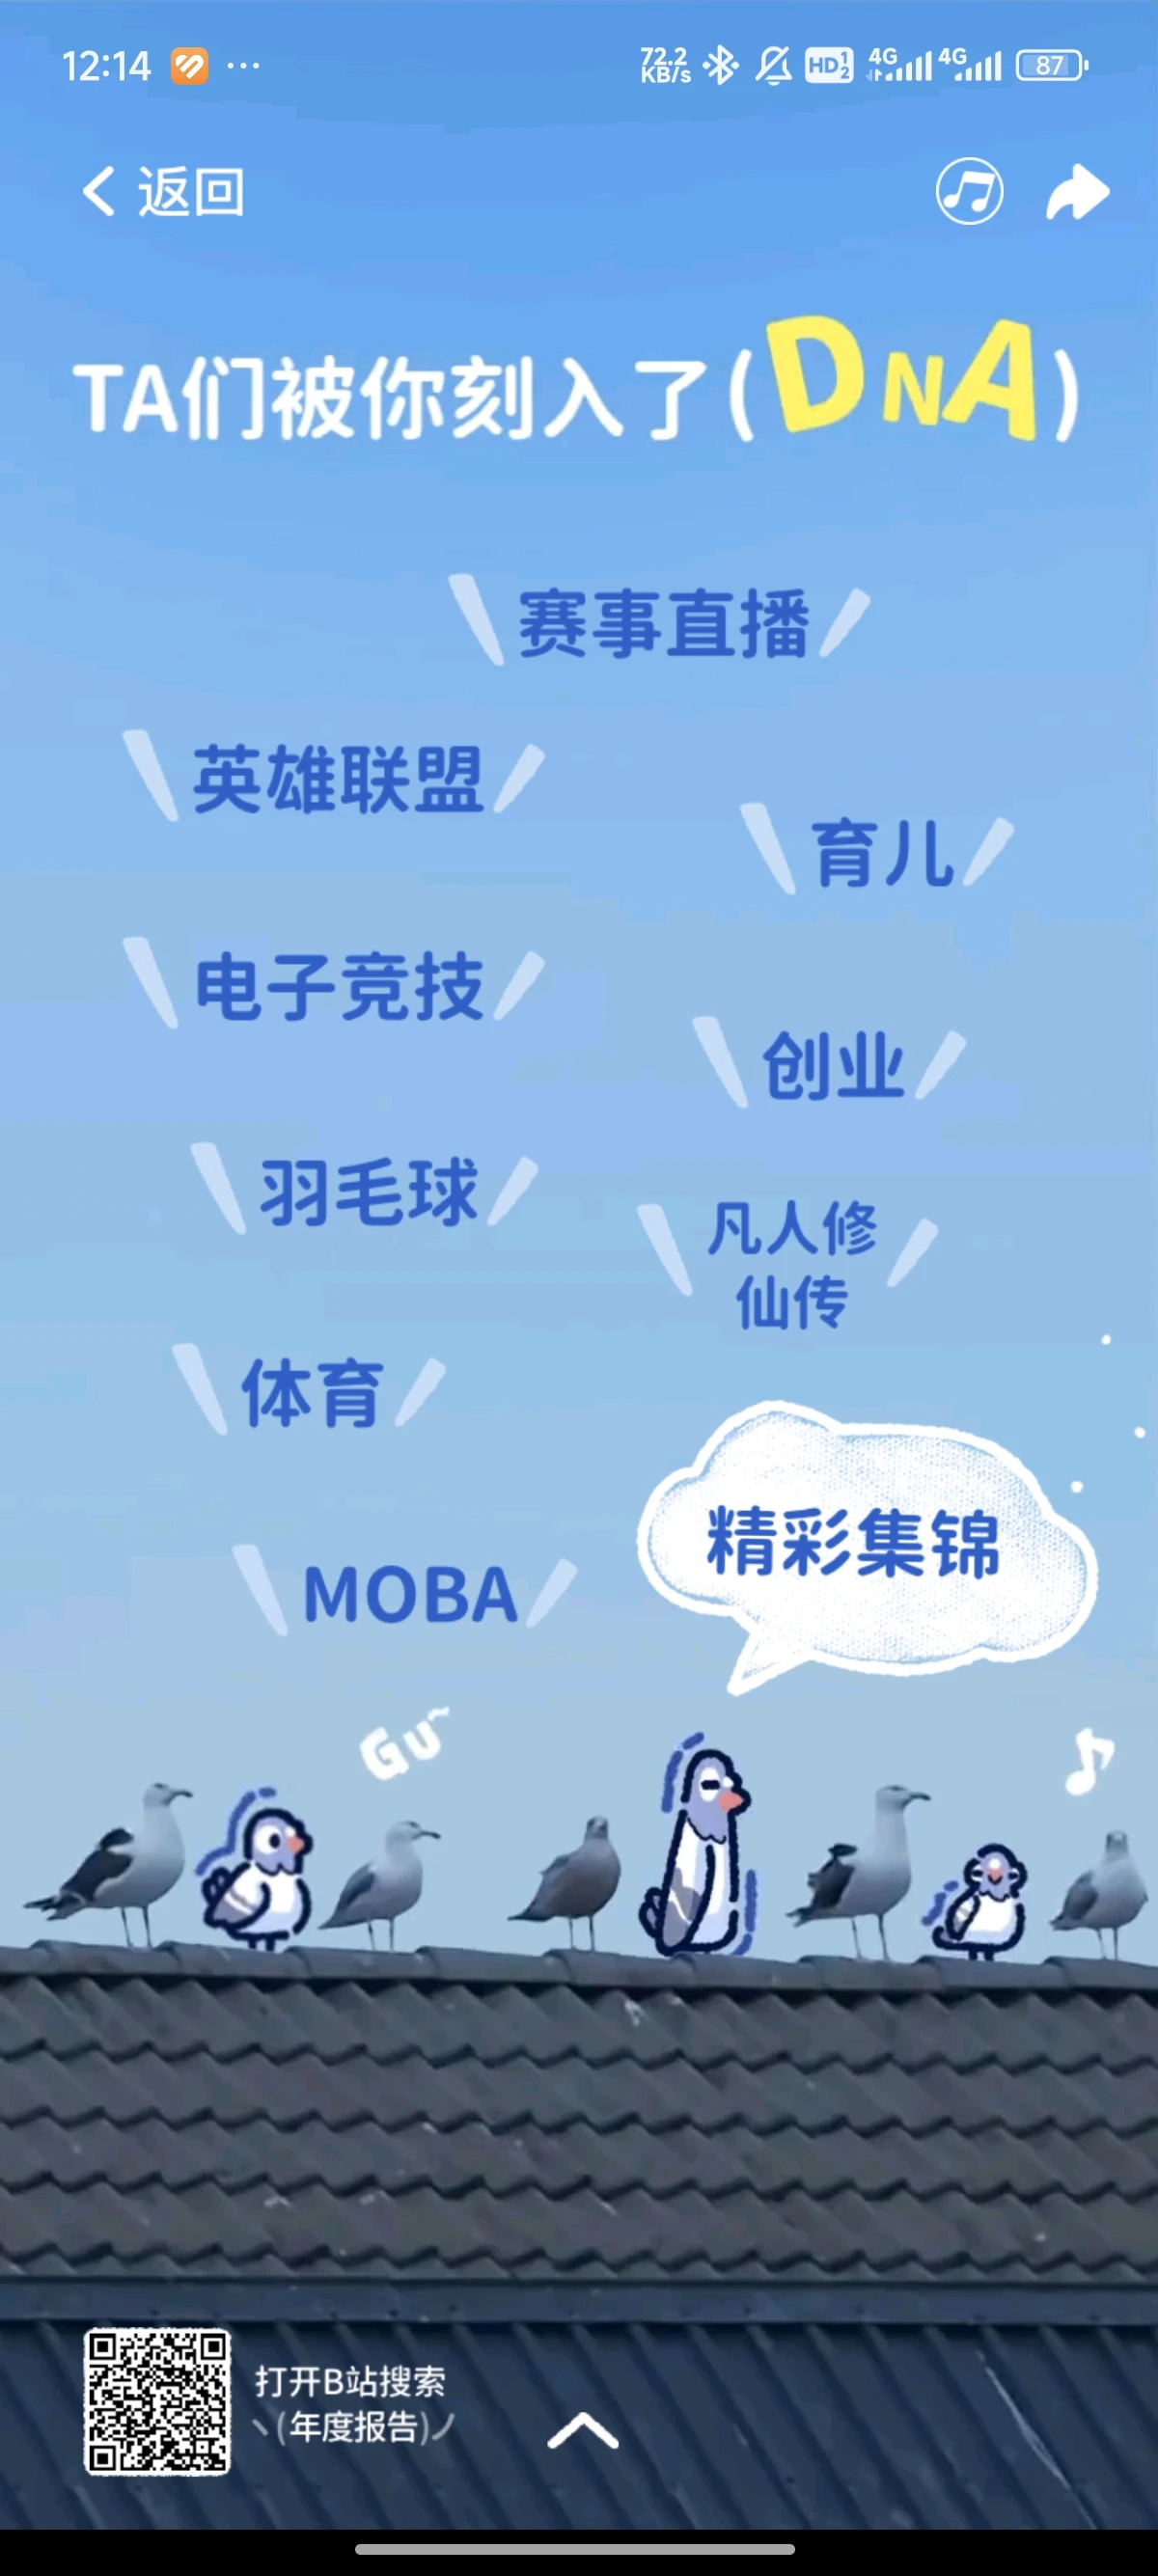 12:14 ··· 72.2 KB/s HD 1 2 4G 4G 87
返回
TA们被你刻入了(DNA)
赛事直播
英雄联盟
育儿
电子竞技
创业
羽毛球
凡人修
仙传
体育
精彩集锦
MOBA
Gu~
打开B站搜索
(年度报告)